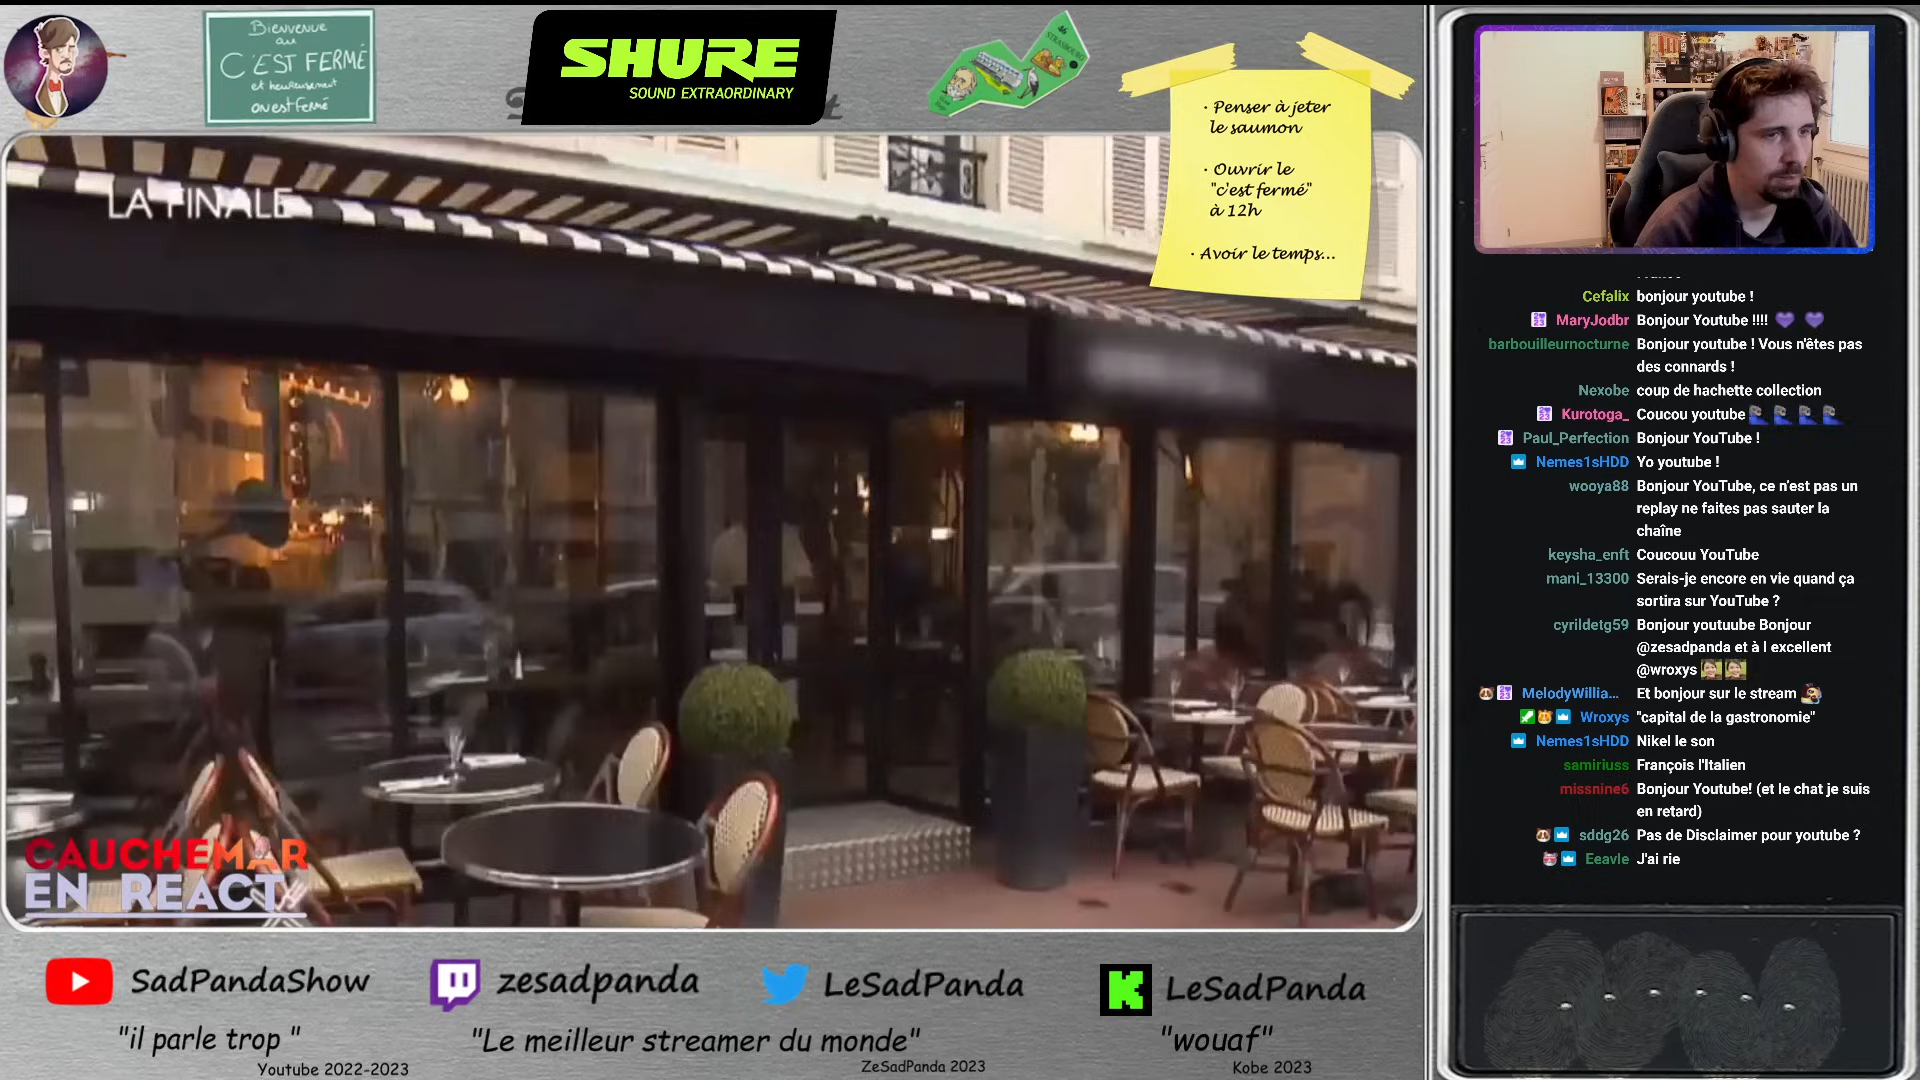 Bienvenue
au
C'EST FERMÉ
et heureusement
on est fermé
SHURE
SOUND EXTRAORDINARY
STRASBOURG
· Penser à jeter
le saumon
· Ouvrir le
"c'est fermé"
à 12h
· Avoir le temps...
LA FINALE
CAUCHEMAR
EN REACT
Cefalix bonjour youtube !
MaryJodbr Bonjour Youtube !!!!
barbouilleurnocturne Bonjour youtube ! Vous n'êtes pas
des connards !
Nexobe coup de hachette collection
Kurotoga_ Coucou youtube
Paul_Perfection Bonjour YouTube !
Nemes1sHDD Yo youtube !
wooya88 Bonjour YouTube, ce n'est pas un
replay ne faites pas sauter la
chaîne
keysha_enft Coucouu YouTube
mani_13300 Serais-je encore en vie quand ça
sortira sur YouTube ?
cyrildetg59 Bonjour youtuube Bonjour
@zesadpanda et à l excellent
@wroxys
MelodyWillia... Et bonjour sur le stream
Wroxys "capital de la gastronomie"
Nemes1sHDD Nikel le son
samiriuss François l'Italien
missnine6 Bonjour Youtube! (et le chat je suis
en retard)
sddg26 Pas de Disclaimer pour youtube ?
Eeavle J'ai rie
SadPandaShow
zesadpanda
LeSadPanda
LeSadPanda
"il parle trop "
Youtube 2022-2023
"Le meilleur streamer du monde"
ZeSadPanda 2023
"wouaf"
Kobe 2023